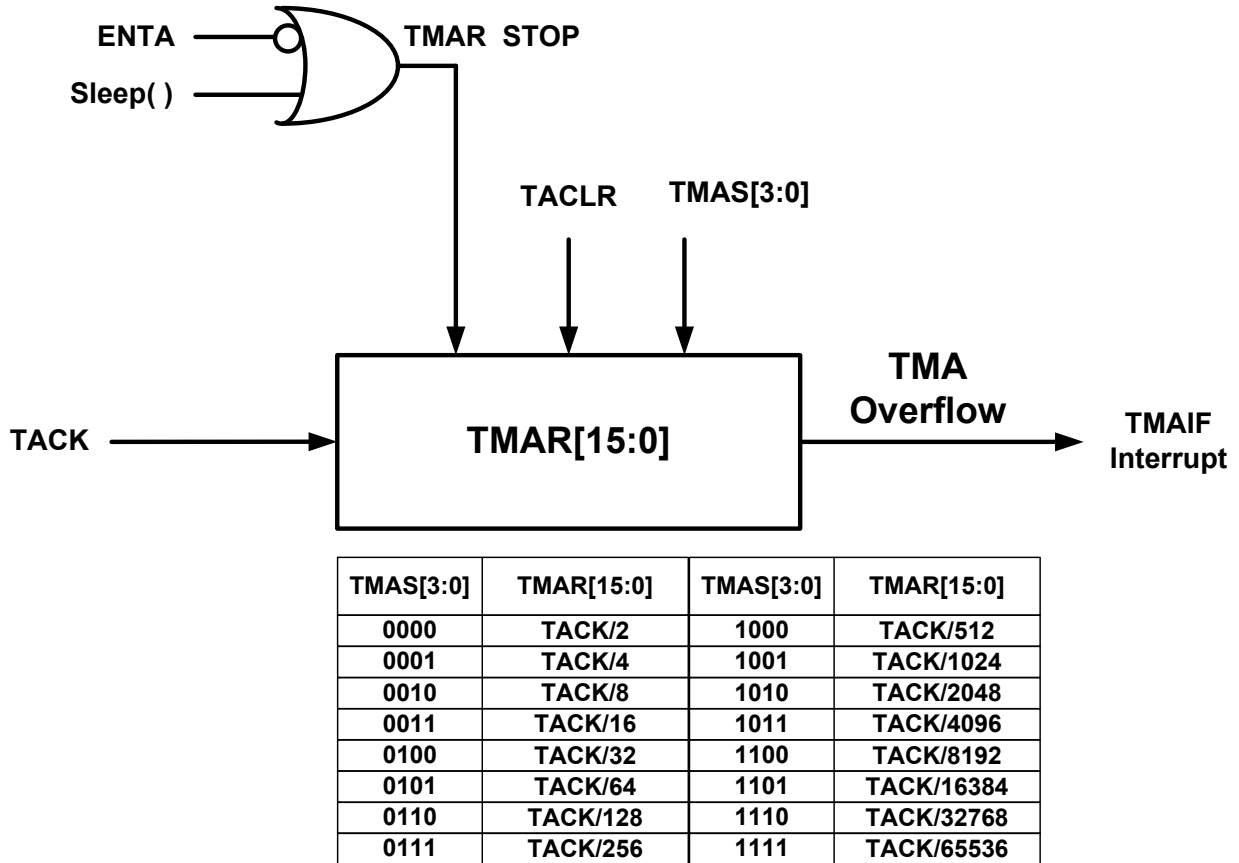 ENTA
TMAR STOP
Sleep( )
TACLR
TMAS[3:0]
TACK
TMAR[15:0]
TMA
Overflow
TMAIF
Interrupt
TMAS[3:0] TMAR[15:0] TMAS[3:0] TMAR[15:0]
0000 TACK/2 1000 TACK/512
0001 TACK/4 1001 TACK/1024
0010 TACK/8 1010 TACK/2048
0011 TACK/16 1011 TACK/4096
0100 TACK/32 1100 TACK/8192
0101 TACK/64 1101 TACK/16384
0110 TACK/128 1110 TACK/32768
0111 TACK/256 1111 TACK/65536